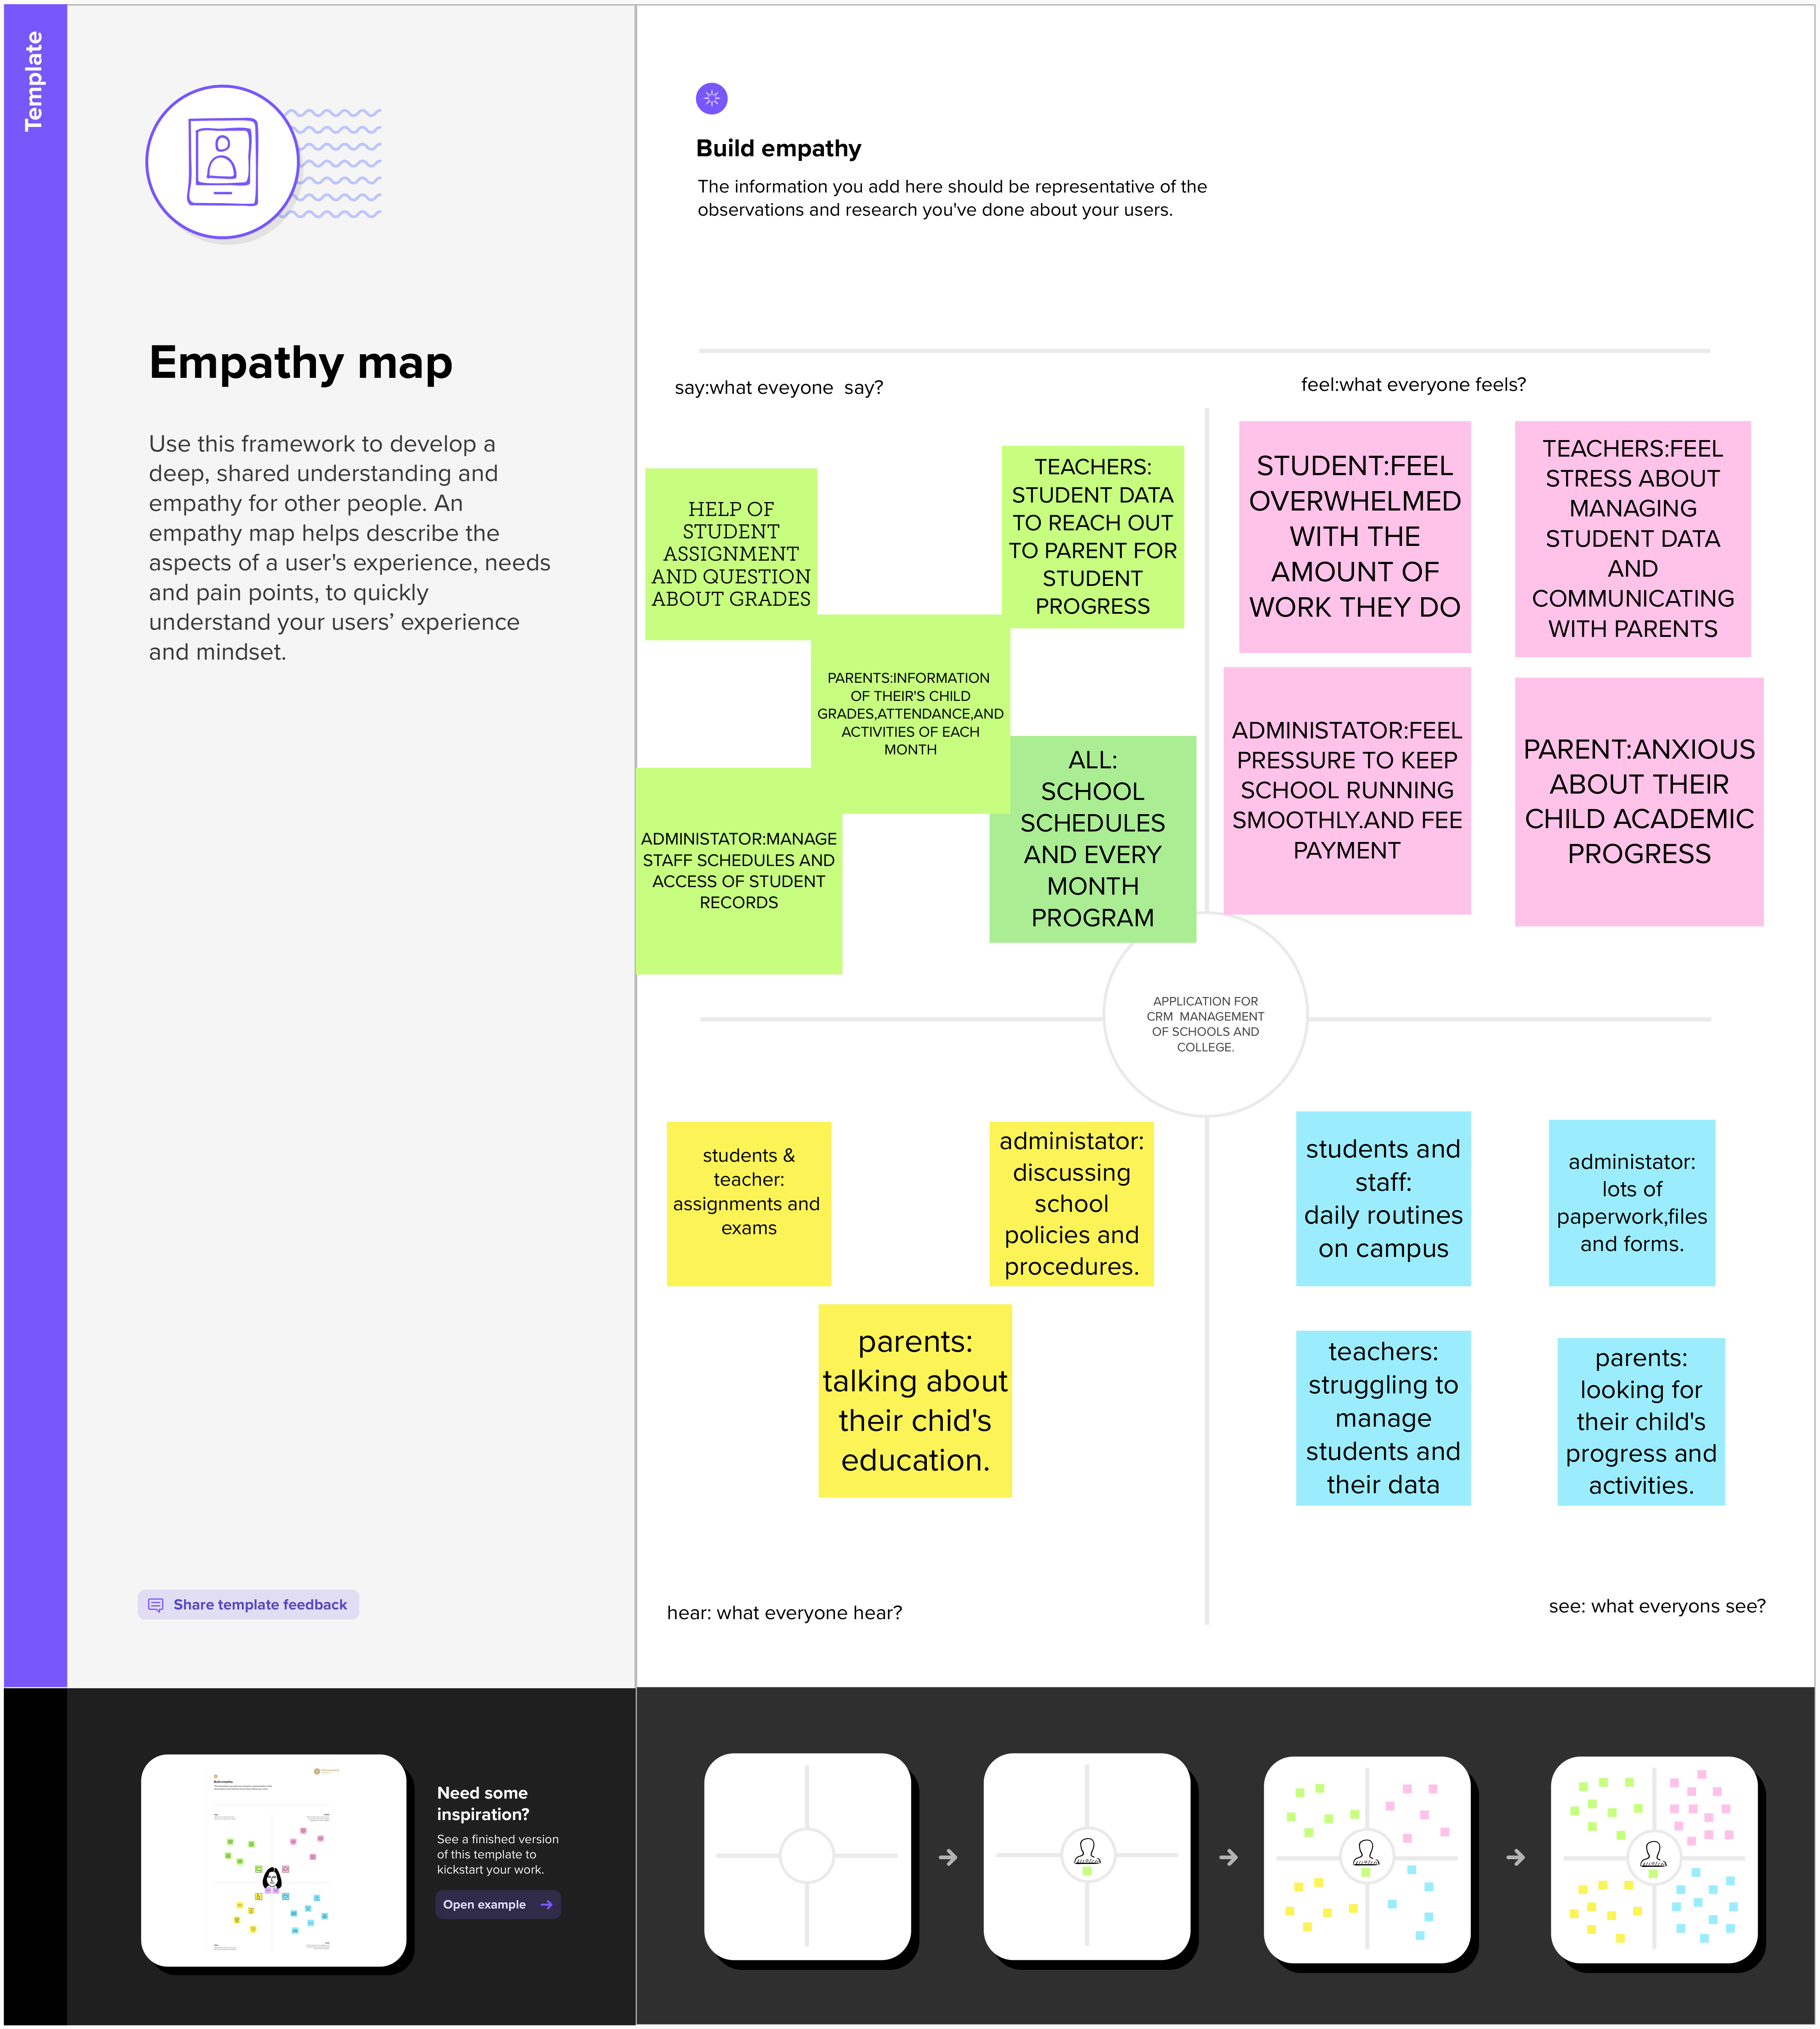 Template
Empathy map
Use this framework to develop a
deep, shared understanding and
empathy for other people. An
empathy map helps describe the
aspects of a user's experience, needs
and pain points, to quickly
understand your users’ experience
and mindset.
Share template feedback
Build empathy
The information you add here should be representative of the
observations and research you've done about your users.
say:what eveyone  say?
feel:what everyone feels?
HELP OF
STUDENT
ASSIGNMENT
AND QUESTION
ABOUT GRADES
TEACHERS:
STUDENT DATA
TO REACH OUT
TO PARENT FOR
STUDENT
PROGRESS
PARENTS:INFORMATION
OF THEIR'S CHILD
GRADES,ATTENDANCE,AND
ACTIVITIES OF EACH
MONTH
ADMINISTATOR:MANAGE
STAFF SCHEDULES AND
ACCESS OF STUDENT
RECORDS
ALL:
SCHOOL
SCHEDULES
AND EVERY
MONTH
PROGRAM
STUDENT:FEEL
OVERWHELMED
WITH THE
AMOUNT OF
WORK THEY DO
TEACHERS:FEEL
STRESS ABOUT
MANAGING
STUDENT DATA
AND
COMMUNICATING
WITH PARENTS
ADMINISTATOR:FEEL
PRESSURE TO KEEP
SCHOOL RUNNING
SMOOTHLY.AND FEE
PAYMENT
PARENT:ANXIOUS
ABOUT THEIR
CHILD ACADEMIC
PROGRESS
APPLICATION FOR
CRM  MANAGEMENT
OF SCHOOLS AND
COLLEGE.
students &
teacher:
assignments and
exams
administator:
discussing
school
policies and
procedures.
parents:
talking about
their chid's
education.
students and
staff:
daily routines
on campus
administator:
lots of
paperwork,files
and forms.
teachers:
struggling to
manage
students and
their data
parents:
looking for
their child's
progress and
activities.
hear: what everyone hear?
see: what everyons see?
Build empathy
Need some
inspiration?
See a finished version
of this template to
kickstart your work.
Open example